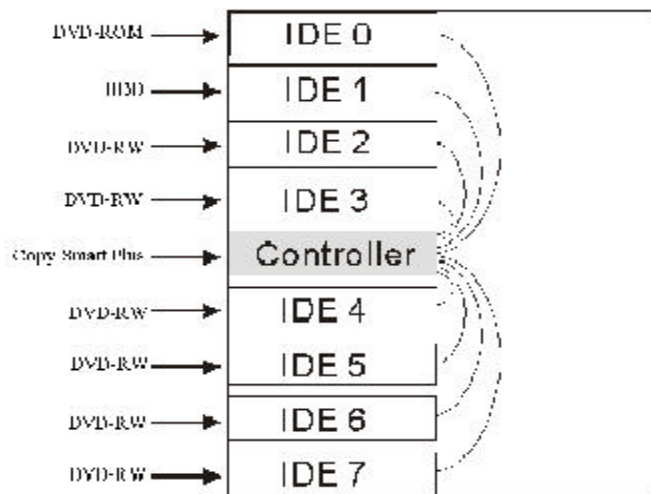 DVD-ROM IDE 0
HDD IDE 1
DVD-RW IDE 2
DVD-RW IDE 3
Copy Smart Plus Controller
DVD-RW IDE 4
DVD-RW IDE 5
DVD-RW IDE 6
DVD-RW IDE 7